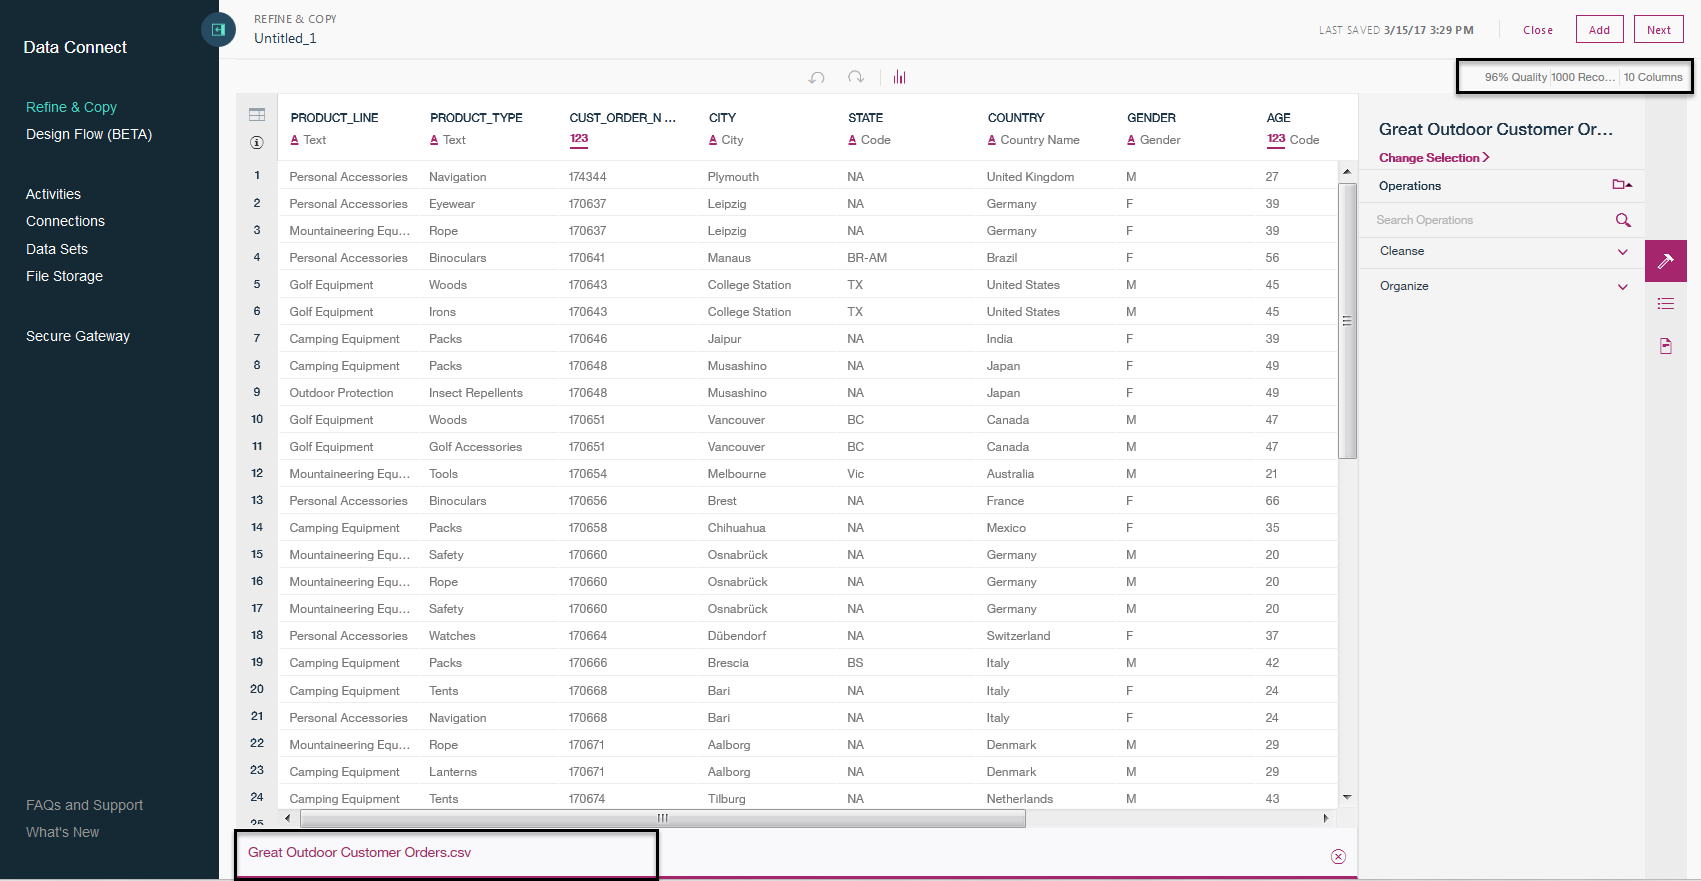 Data Connect
Refine & Copy
Design Flow (BETA)
Activities
Connections
Data Sets
File Storage
Secure Gateway
FAQs and Support
What's New
REFINE & COPY
Untitled_1
LAST SAVED 3/15/17 3:29 PM
Close
Add
Next
96% Quality 1000 Reco... 10 Columns
PRODUCT_LINE PRODUCT_TYPE CUST_ORDER_N ... CITY STATE COUNTRY GENDER AGE
A Text A Text 123 A City A Code A Country Name A Gender 123 Code
1 Personal Accessories Navigation 174344 Plymouth NA United Kingdom M 27
2 Personal Accessories Eyewear 170637 Leipzig NA Germany F 39
3 Mountaineering Equ... Rope 170637 Leipzig NA Germany F 39
4 Personal Accessories Binoculars 170641 Manaus BR-AM Brazil F 56
5 Golf Equipment Woods 170643 College Station TX United States M 45
6 Golf Equipment Irons 170643 College Station TX United States M 45
7 Camping Equipment Packs 170646 Jaipur NA India F 39
8 Camping Equipment Packs 170648 Musashino NA Japan F 49
9 Outdoor Protection Insect Repellents 170648 Musashino NA Japan F 49
10 Golf Equipment Woods 170651 Vancouver BC Canada M 47
11 Golf Equipment Golf Accessories 170651 Vancouver BC Canada M 47
12 Mountaineering Equ... Tools 170654 Melbourne Vic Australia M 21
13 Personal Accessories Binoculars 170656 Brest NA France F 66
14 Camping Equipment Packs 170658 Chihuahua NA Mexico F 35
15 Mountaineering Equ... Safety 170660 Osnabrück NA Germany M 20
16 Mountaineering Equ... Rope 170660 Osnabrück NA Germany M 20
17 Mountaineering Equ... Safety 170660 Osnabrück NA Germany M 20
18 Personal Accessories Watches 170664 Dübendorf NA Switzerland F 37
19 Camping Equipment Packs 170666 Brescia BS Italy M 42
20 Camping Equipment Tents 170668 Bari NA Italy F 24
21 Personal Accessories Navigation 170668 Bari NA Italy F 24
22 Mountaineering Equ... Rope 170671 Aalborg NA Denmark M 29
23 Camping Equipment Lanterns 170671 Aalborg NA Denmark M 29
24 Camping Equipment Tents 170674 Tilburg NA Netherlands M 43
25
Great Outdoor Customer Orders.csv
Great Outdoor Customer Or...
Change Selection
Operations
Search Operations
Cleanse
Organize